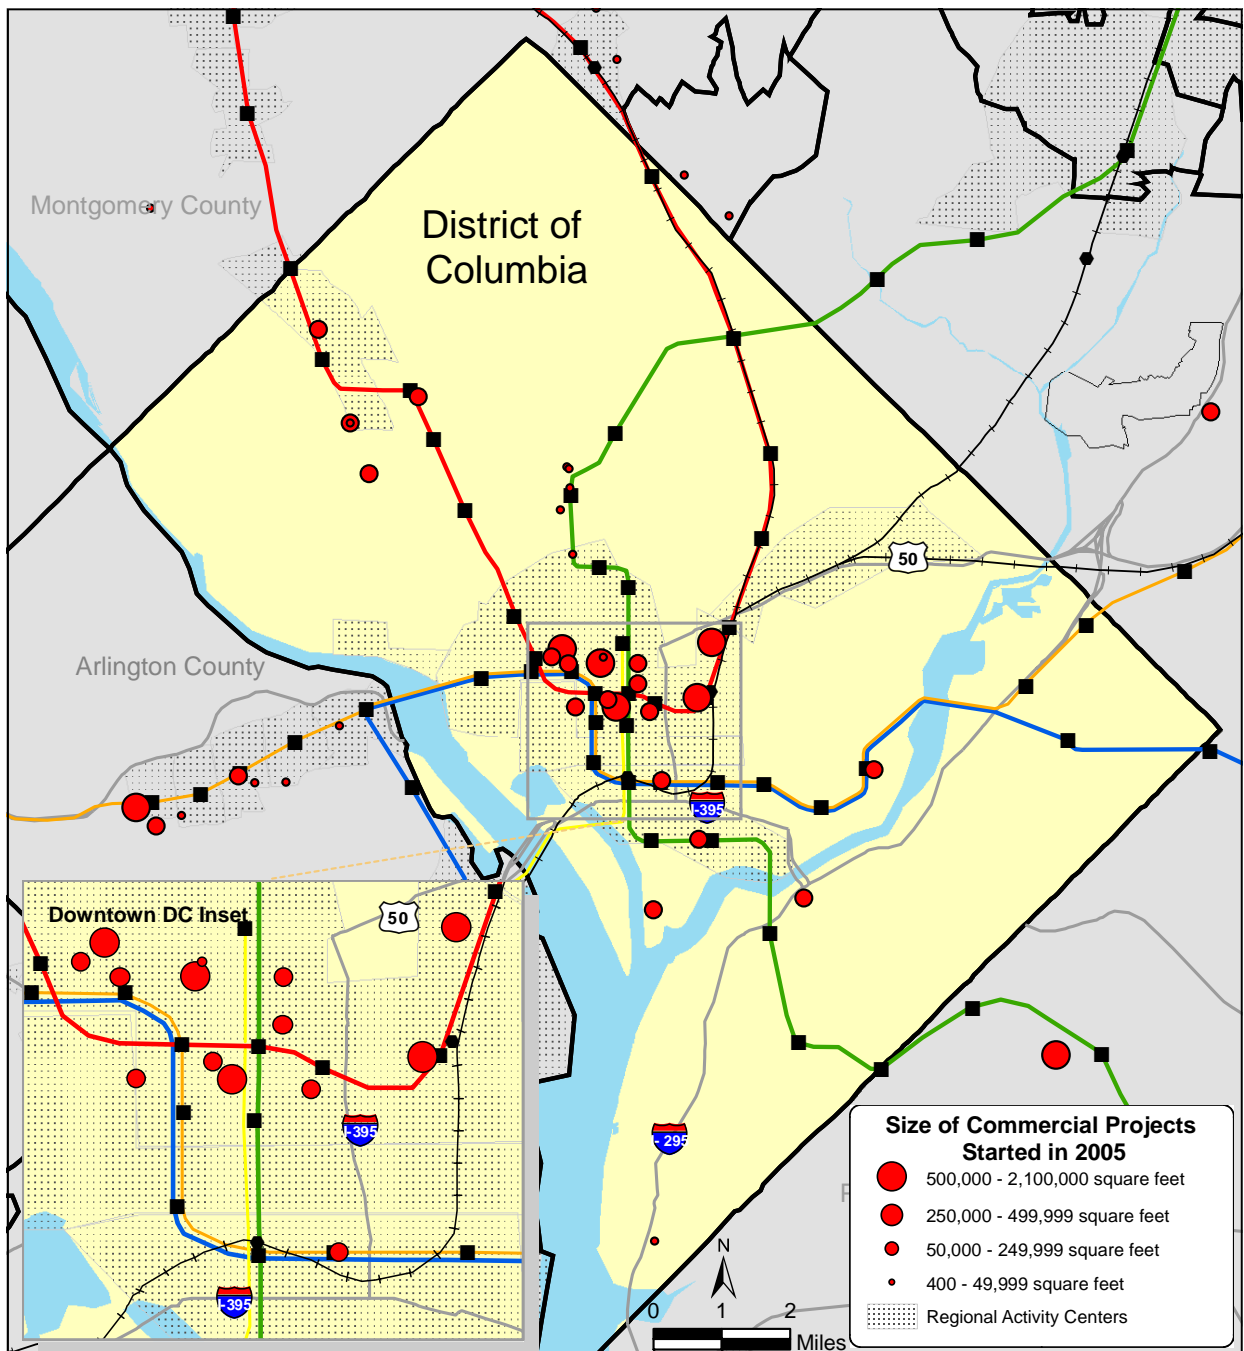 Montgomery County
District of
Columbia
50
Arlington County
I-395
Downtown DC Inset
50
I-395
I-395
I-295
Size of Commercial Projects
Started in 2005
500,000 - 2,100,000 square feet
250,000 - 499,999 square feet
50,000 - 249,999 square feet
400 - 49,999 square feet
Regional Activity Centers
N
0 1 2
Miles